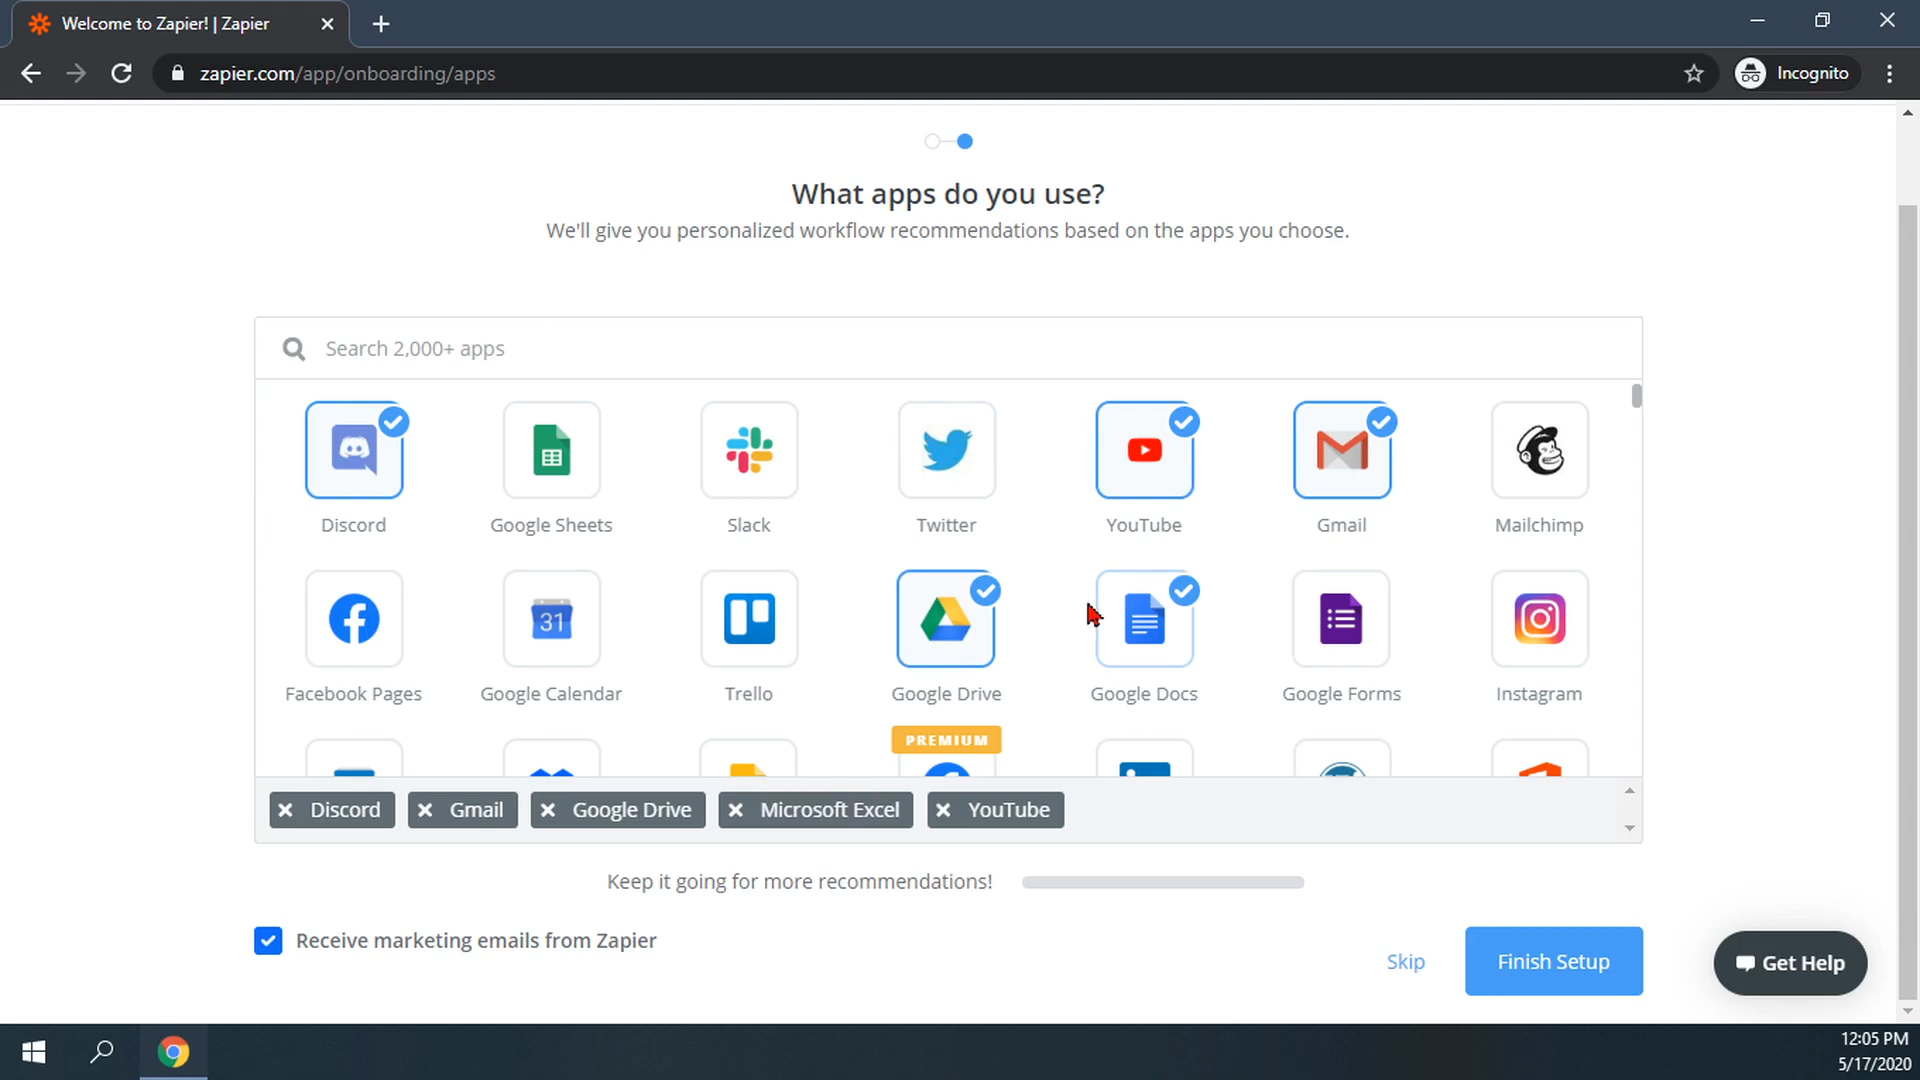 Welcome to Zapier! | Zapier
zapier.com/app/onboarding/apps
Incognito
What apps do you use?
We'll give you personalized workflow recommendations based on the apps you choose.
Search 2,000+ apps
Discord
Google Sheets
Slack
Twitter
YouTube
Gmail
Mailchimp
31
Facebook Pages
Google Calendar
Trello
Google Drive
Google Docs
Google Forms
Instagram
PREMIUM
Discord
Gmail
Google Drive
Microsoft Excel
YouTube
Keep it going for more recommendations!
Receive marketing emails from Zapier
Skip
Finish Setup
Get Help
12:05 PM
5/17/2020